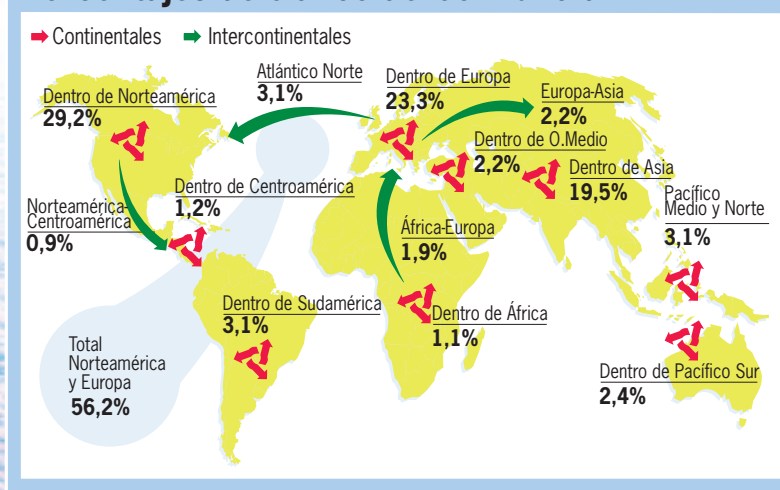 Continentales
Intercontinentales
Atlántico Norte
3,1%
Dentro de Europa
23,3%
Europa-Asia
2,2%
Dentro de Norteamérica
29,2%
Dentro de O.Medio
2,2%
Dentro de Asia
19,5%
Dentro de Centroamérica
1,2%
Pacífico
Medio y Norte
3,1%
Norteamérica-
Centroamérica
0,9%
África-Europa
1,9%
Dentro de Sudamérica
3,1%
Dentro de África
1,1%
Total
Norteamérica
y Europa
56,2%
Dentro de Pacífico Sur
2,4%